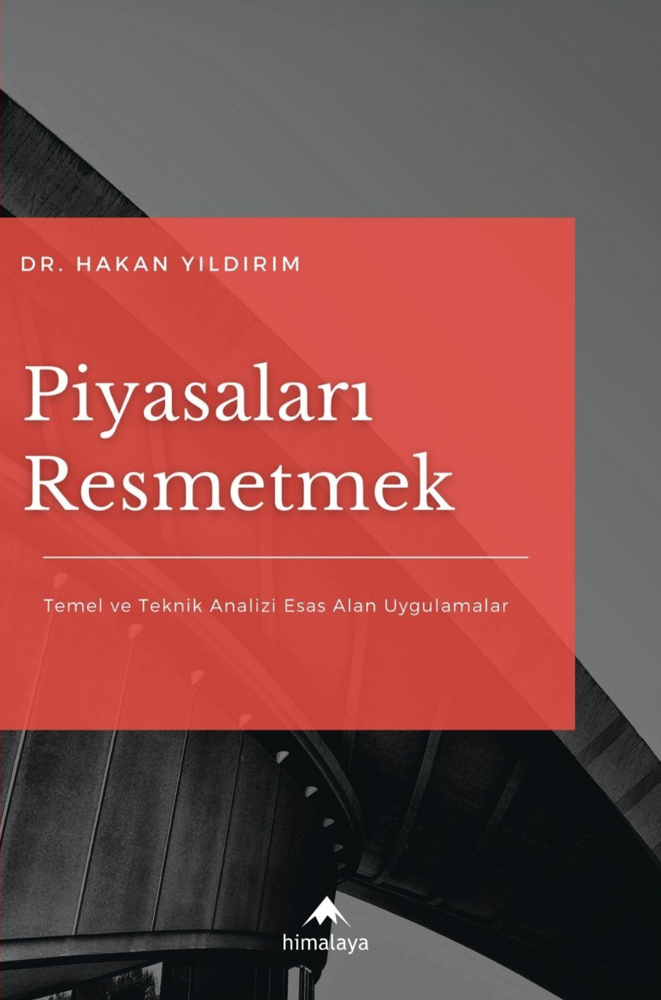 DR. HAKAN YILDIRIM
Piyasaları
Resmetmek
Temel ve Teknik Analizi Esas Alan Uygulamalar
himalaya